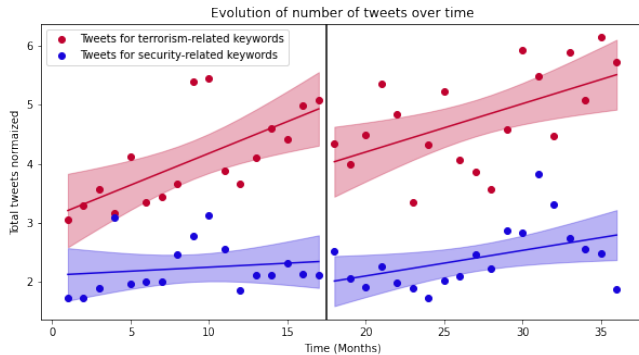 Evolution of number of tweets over time
Tweets for terrorism-related keywords
Tweets for security-related keywords
Total tweets normaized
6
5
4
3
2
0
5
10
15
20
25
30
35
Time (Months)